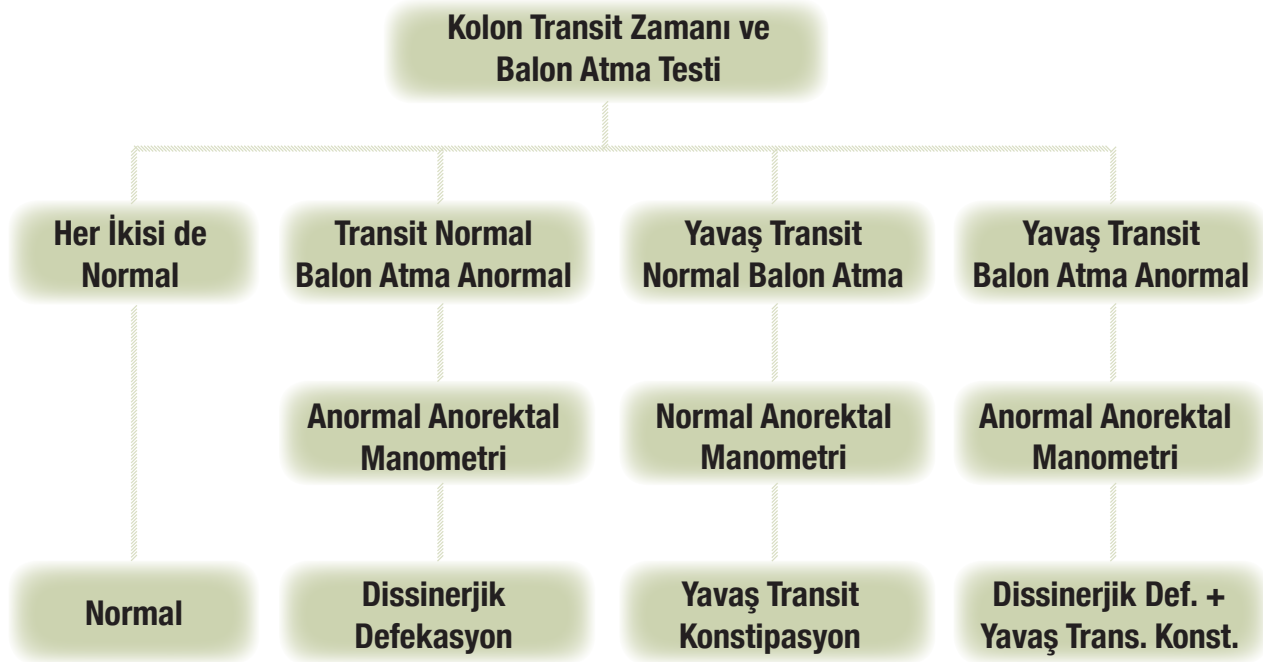 Kolon Transit Zamanı ve
Balon Atma Testi
Her İkisi de
Normal
Transit Normal
Balon Atma Anormal
Yavaş Transit
Normal Balon Atma
Yavaş Transit
Balon Atma Anormal
Anormal Anorektal
Manometri
Normal Anorektal
Manometri
Anormal Anorektal
Manometri
Normal
Dissinerjik
Defekasyon
Yavaş Transit
Konstipasyon
Dissinerjik Def. +
Yavaş Trans. Konst.